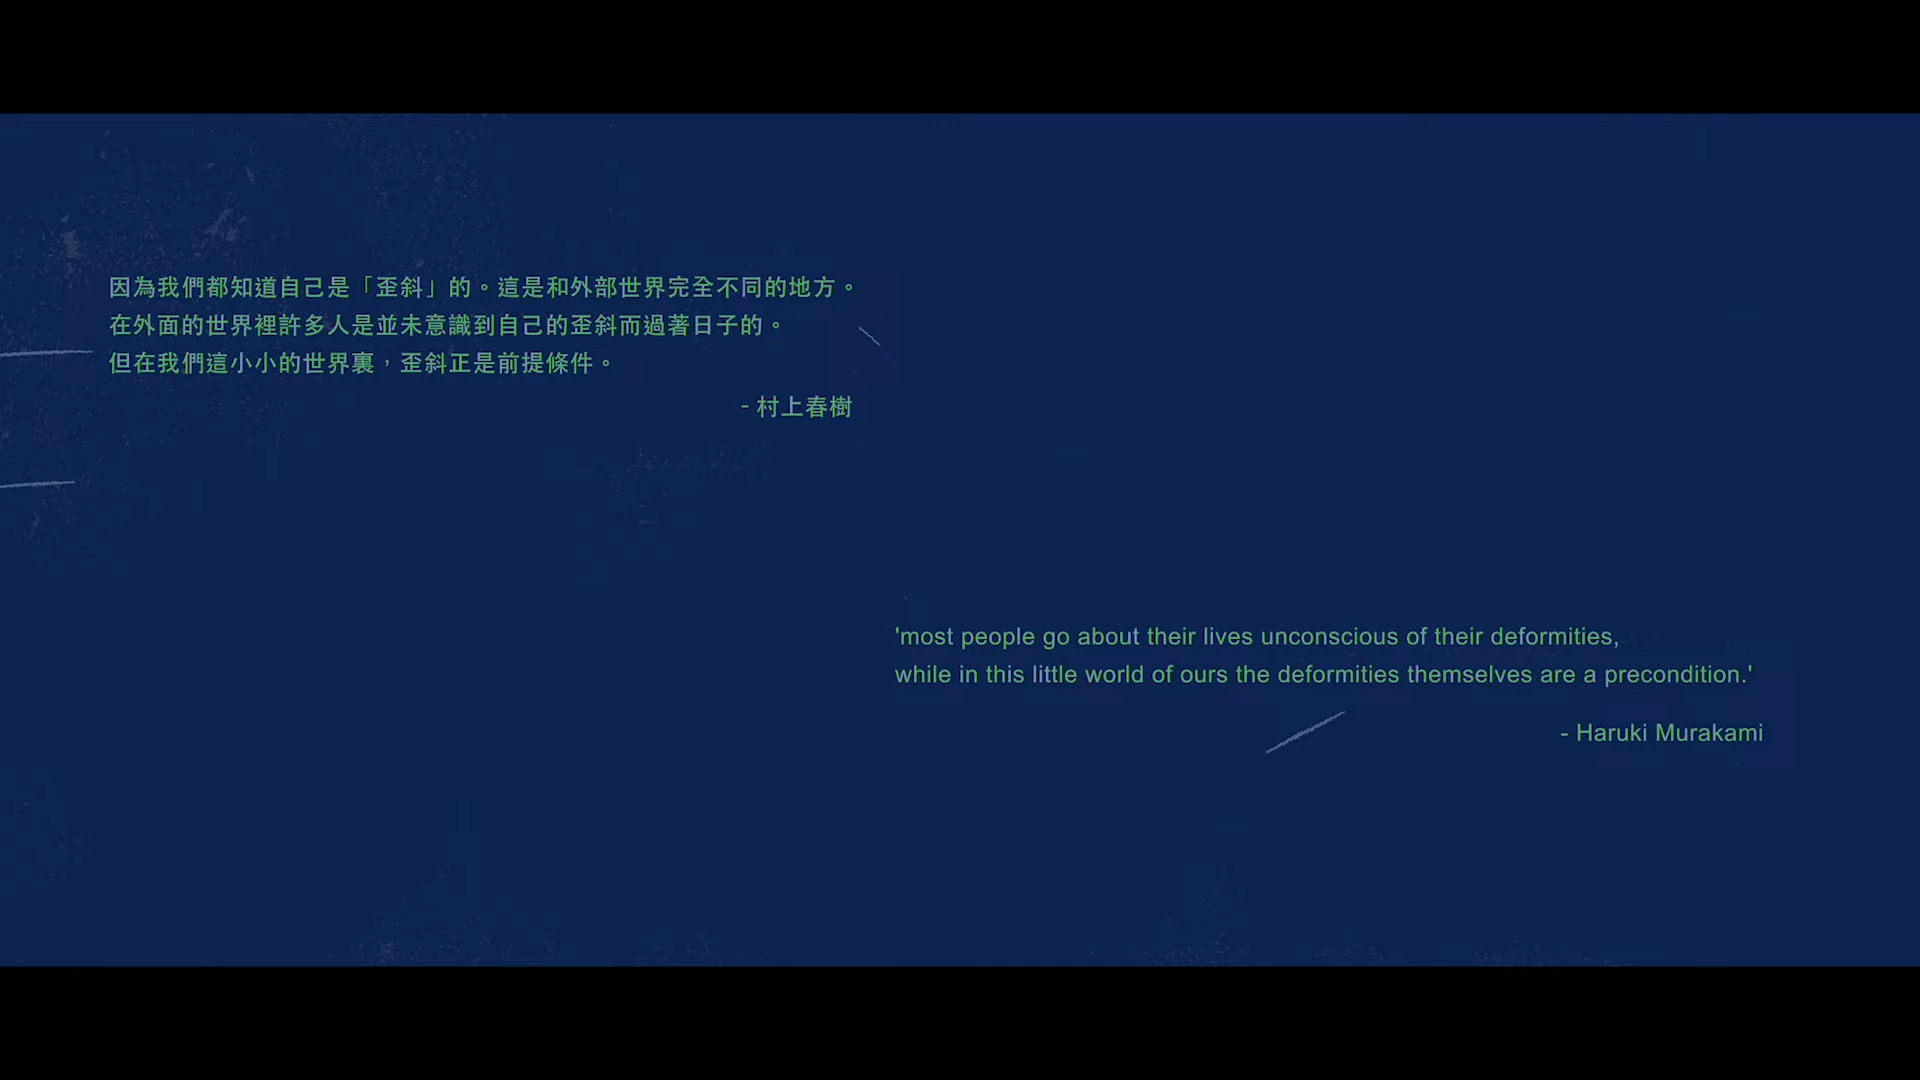 因為我們都知道自己是「歪斜」的。這是和外部世界完全不同的地方。
在外面的世界裡許多人是並未意識到自己的歪斜而過著日子的。
但在我們這小小的世界裏，歪斜正是前提條件。
- 村上春樹
'most people go about their lives unconscious of their deformities,
while in this little world of ours the deformities themselves are a precondition.'
- Haruki Murakami